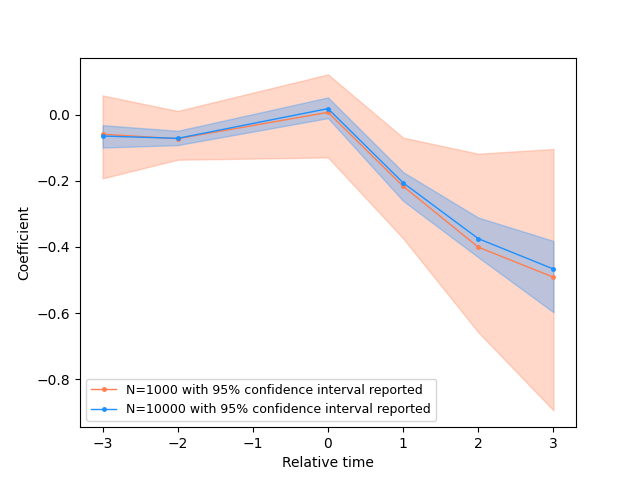 0.0
−0.2
−0.4
−0.6
−0.8
Coefficient
N=1000 with 95% confidence interval reported
N=10000 with 95% confidence interval reported
−3 −2 −1 0 1 2 3
Relative time